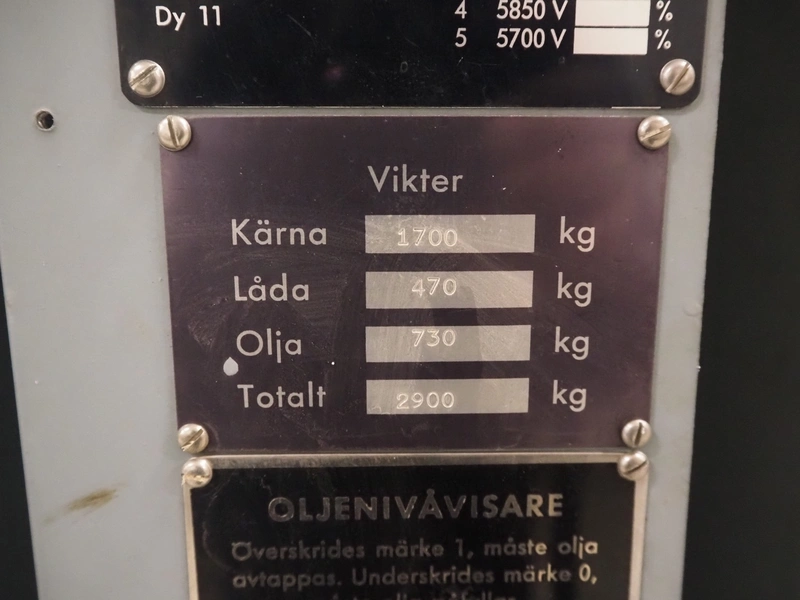 Dy 11
4 5850 V %
5 5700 V %
Vikter
Kärna 1700 kg
Låda 470 kg
Olja 730 kg
Totalt 2900 kg
OLJENIVÅVISARE
Överskrides märke 1, måste olja
avtappas. Underskrides märke 0,